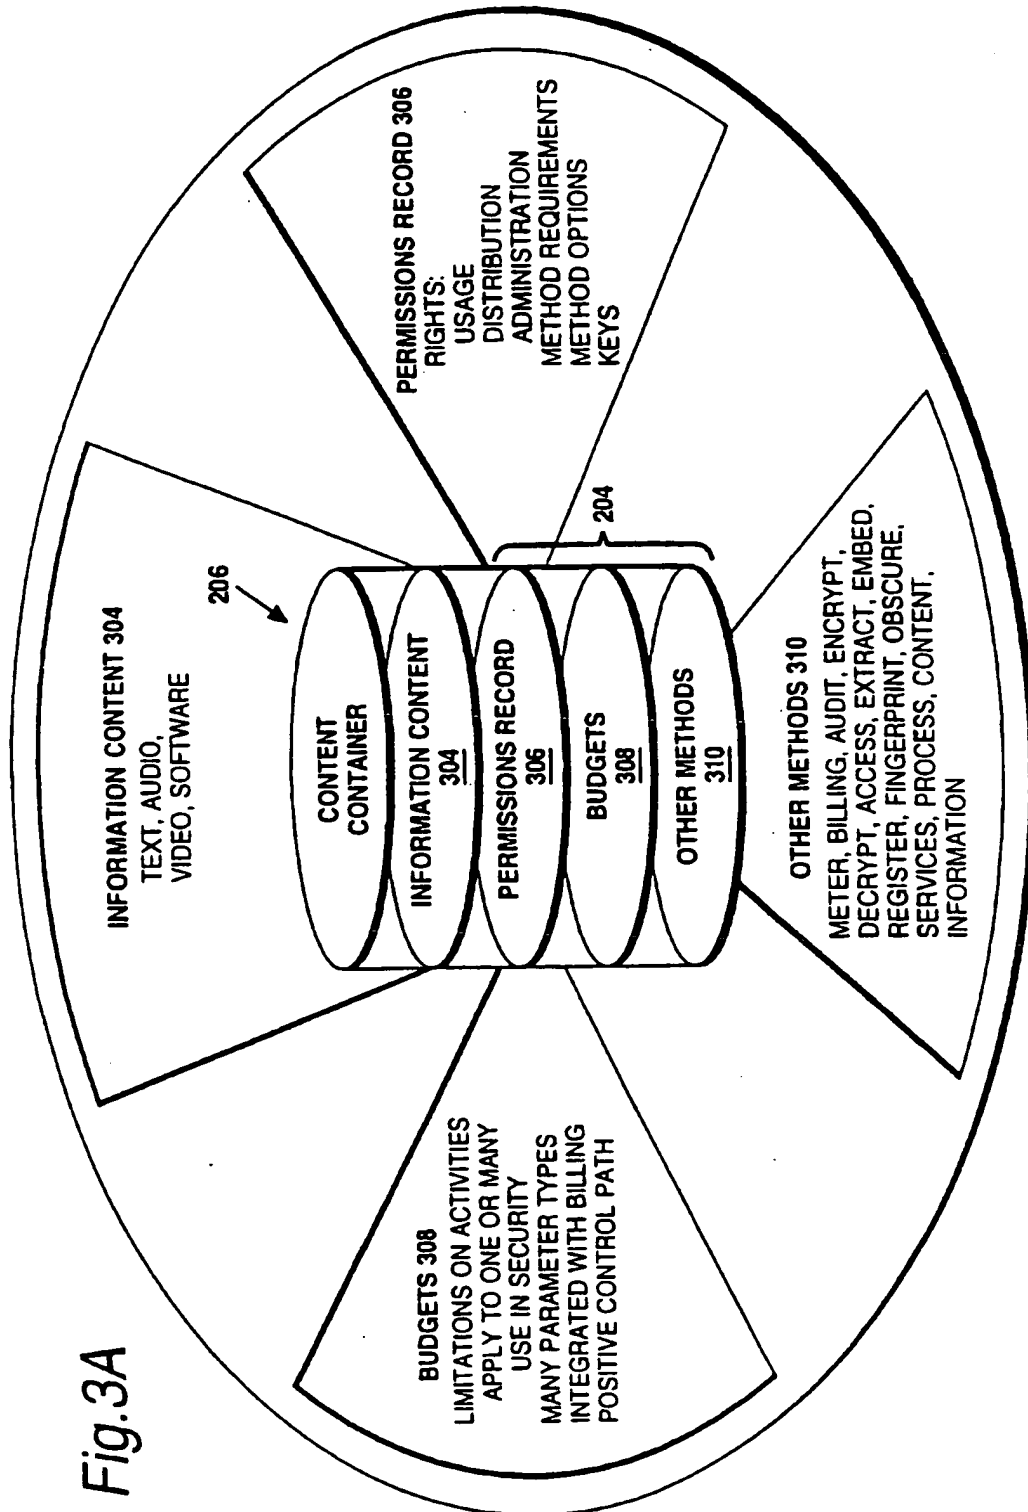 Fig.3A
INFORMATION CONTENT 304
TEXT, AUDIO,
VIDEO, SOFTWARE
BUDGETS 308
LIMITATIONS ON ACTIVITIES
APPLY TO ONE OR MANY
USE IN SECURITY
MANY PARAMETER TYPES
INTEGRATED WITH BILLING
POSITIVE CONTROL PATH
206
CONTENT
CONTAINER
INFORMATION CONTENT
304
PERMISSIONS RECORD
306
BUDGETS
308
OTHER METHODS
310
204
PERMISSIONS RECORD 306
RIGHTS:
USAGE
DISTRIBUTION
ADMINISTRATION
METHOD REQUIREMENTS
METHOD OPTIONS
KEYS
OTHER METHODS 310
METER, BILLING, AUDIT, ENCRYPT,
DECRYPT, ACCESS, EXTRACT, EMBED,
REGISTER, FINGERPRINT, OBSCURE,
SERVICES, PROCESS, CONTENT,
INFORMATION